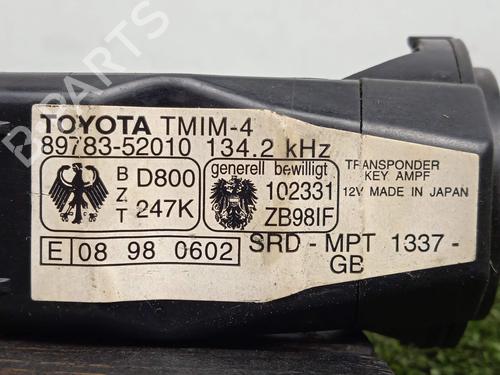 B-PARTS
TOYOTA TMIM-4
89783-52010 134.2 kHz
BZT D800 247K
generell bewilligt
102331
ZB98IF
TRANSPONDER
KEY AMPF
12V MADE IN JAPAN
E 08 98 0602
SRD - MPT 1337 -
GB